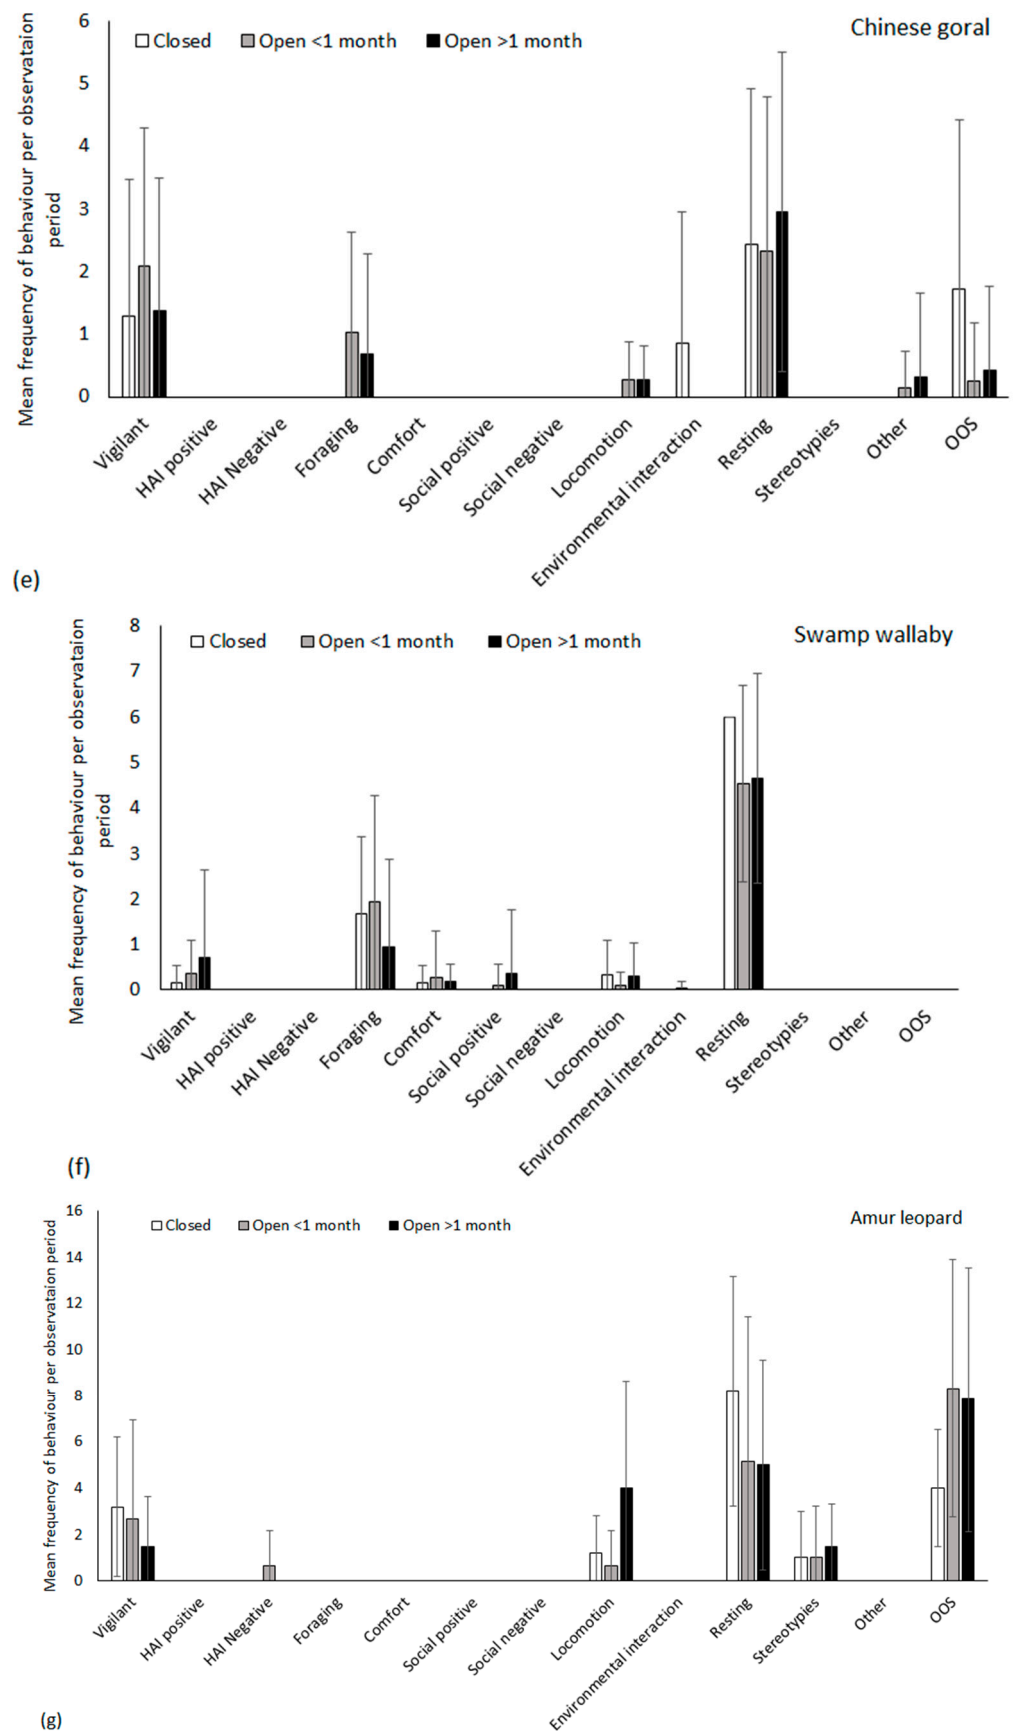 Chinese goral
Closed Open <1 month Open >1 month
Mean frequency of behaviour per observataion
period
6
5
4
3
2
1
0
Vigilant
HAI positive
HAI Negative
Foraging
Comfort
Social positive
Social negative
Locomotion
Environmental interaction
Resting
Stereotypies
Other
OOS
(e)
Swamp wallaby
Closed Open <1 month Open >1 month
Mean frequency of behaviour per observataion
period
8
7
6
5
4
3
2
1
0
Vigilant
HAI positive
HAI Negative
Foraging
Comfort
Social positive
Social negative
Locomotion
Environmental interaction
Resting
Stereotypies
Other
OOS
(f)
Amur leopard
Closed Open <1 month Open >1 month
Mean frequency of behaviour per observataion period
16
14
12
10
8
6
4
2
0
Vigilant
HAI positive
HAI Negative
Foraging
Comfort
Social positive
Social negative
Locomotion
Environmental interaction
Resting
Stereotypies
Other
OOS
(g)